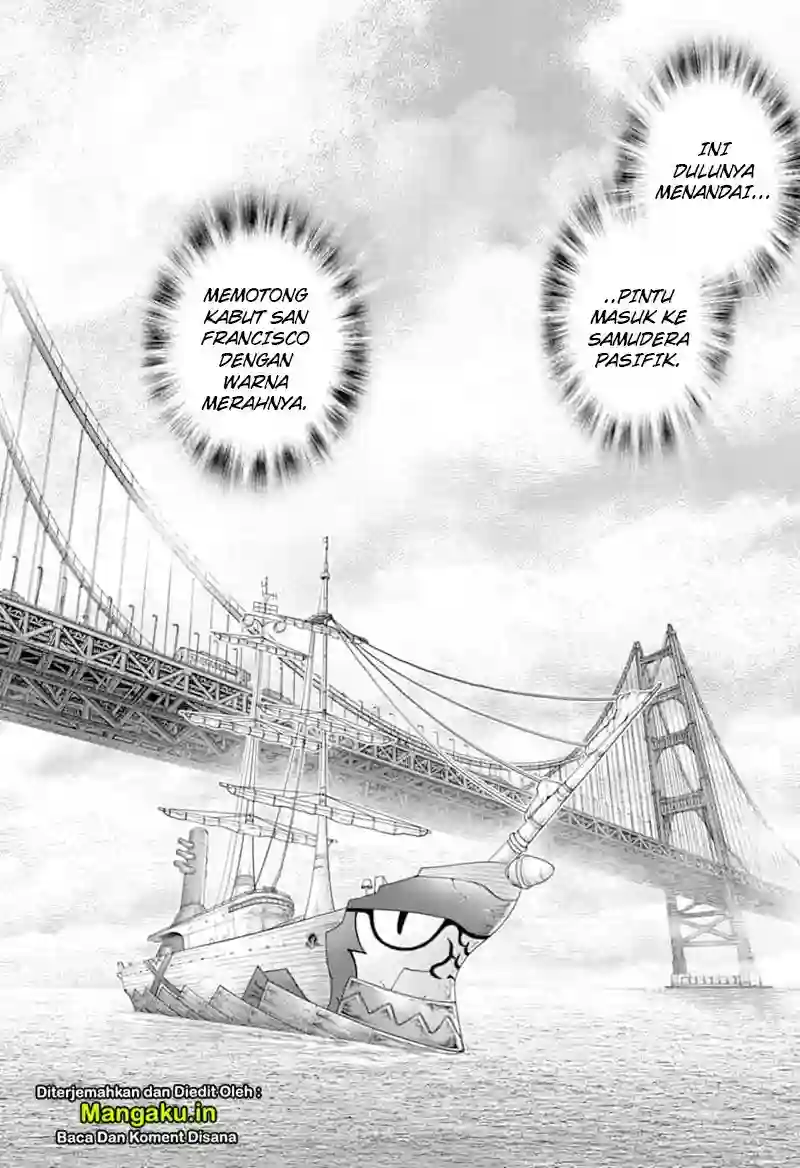 INI
DULUNYA
MENANDAI...
..PINTU
MASUK KE
SAMUDERA
PASIFIK.
MEMOTONG
KABUT SAN
FRANCISCO
DENGAN
WARNA
MERAHNYA.
Diterjemahkan dan Diedit Oleh :
Mangaku.in
Baca Dan Koment Disana